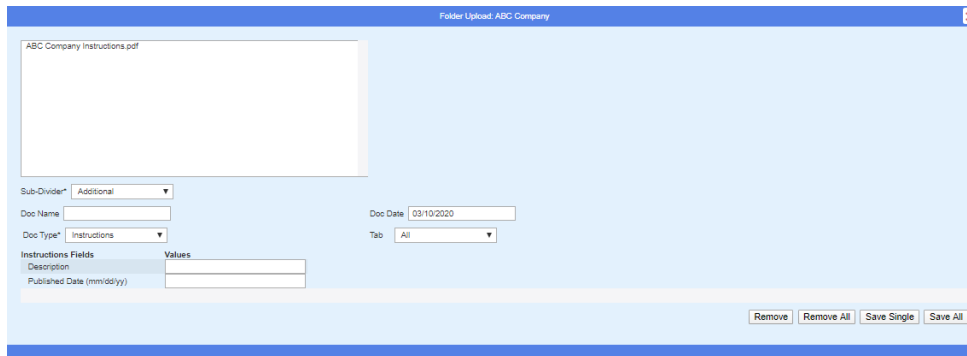 Folder Upload: ABC Company
ABC Company Instructions.pdf
Sub-Divider* Additional
Doc Name Doc Date 03/10/2020
Doc Type* Instructions Tab All
Instructions Fields Values
Description
Published Date (mm/dd/yy)
Remove Remove All Save Single Save All